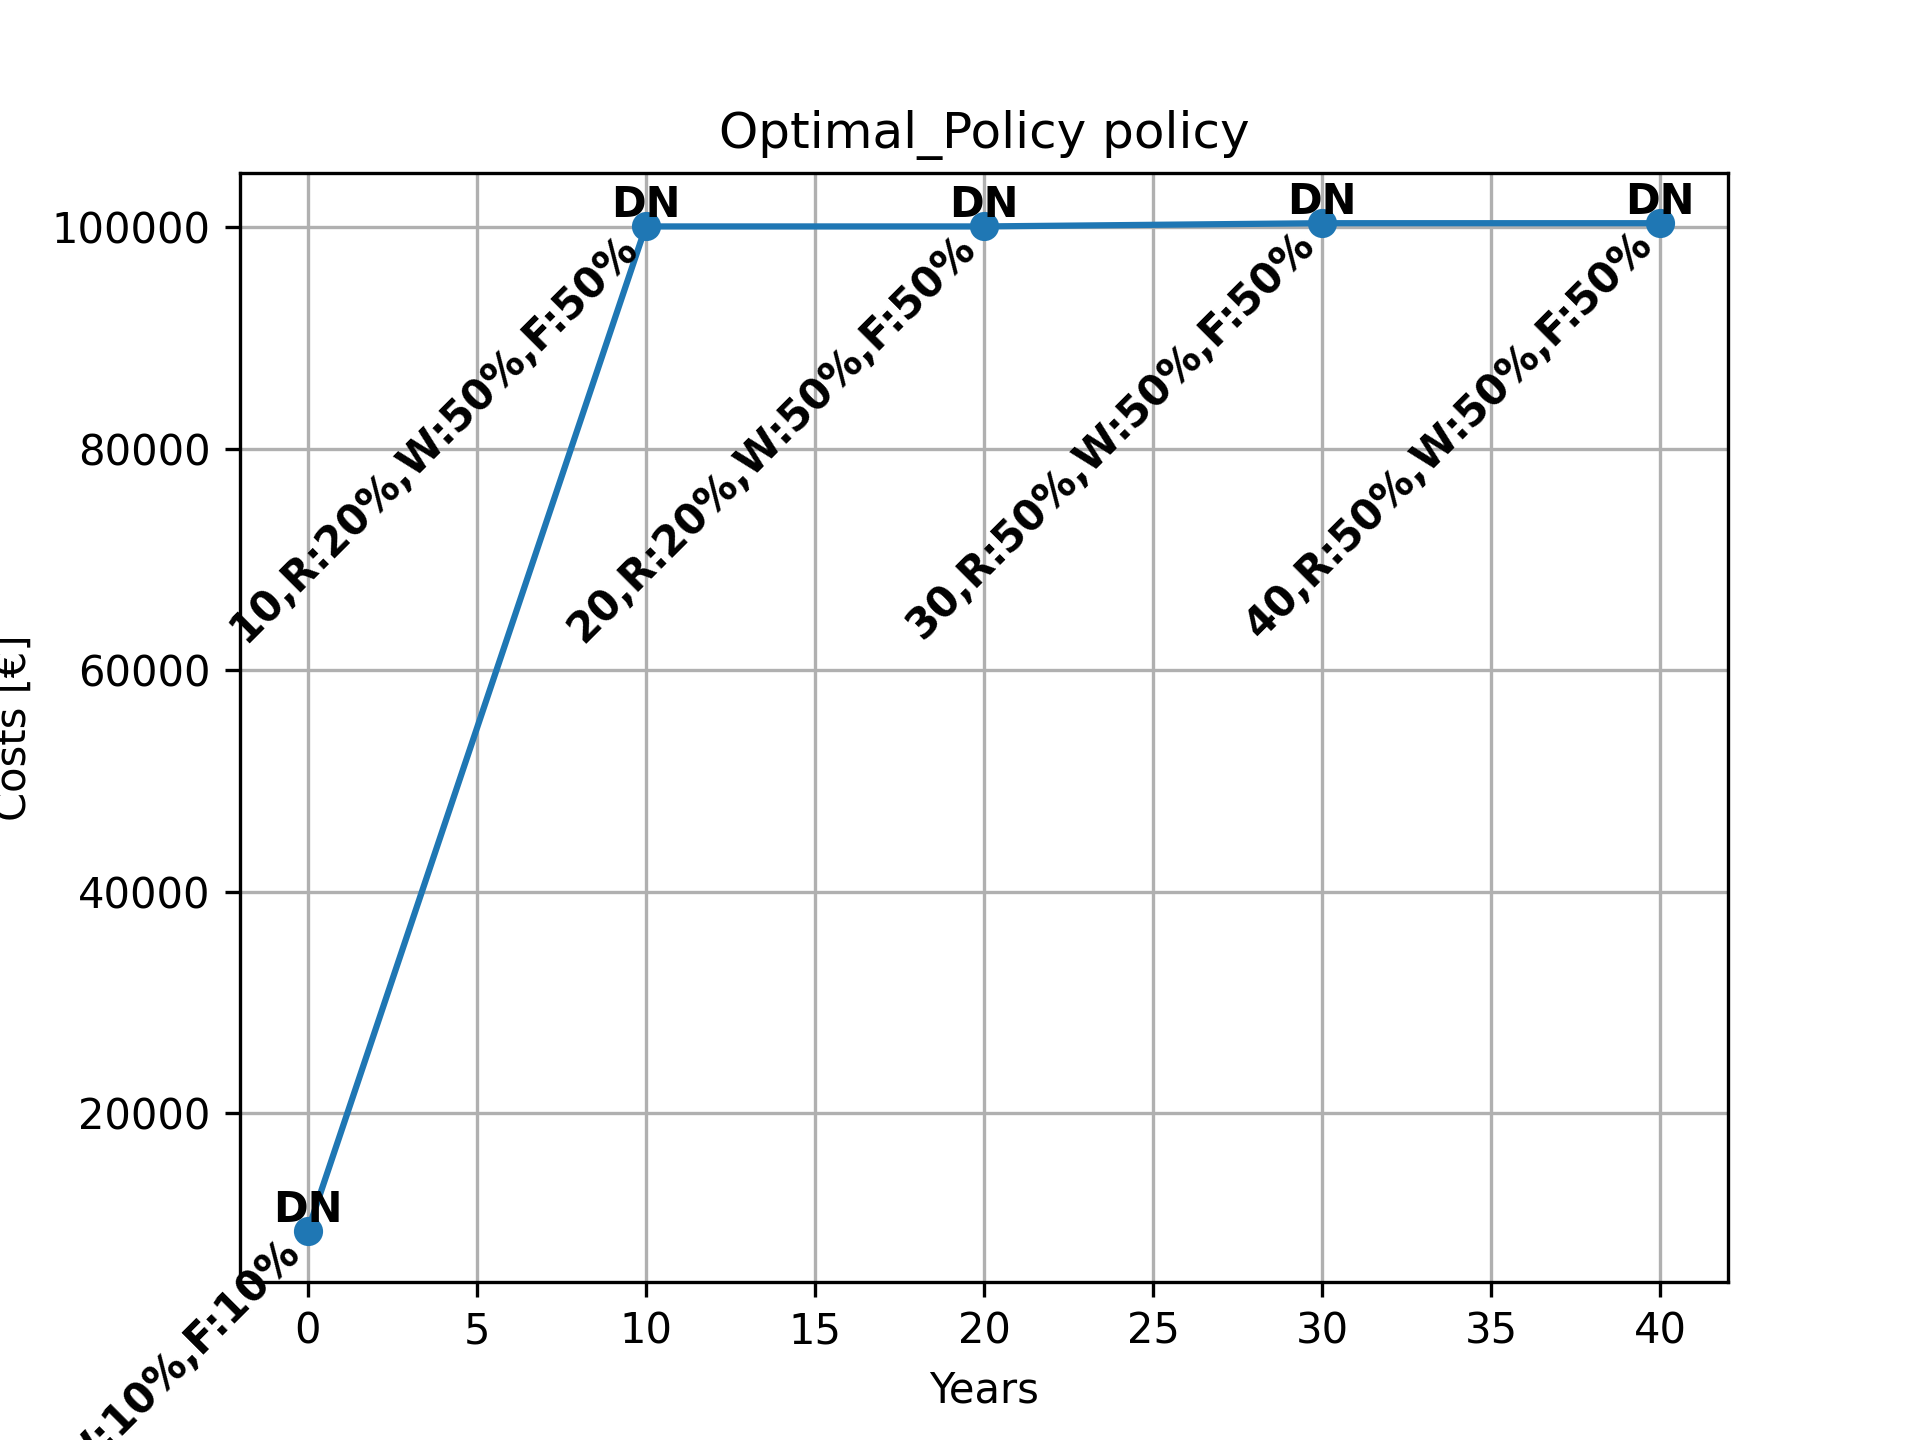 Optimal_Policy policy
Costs [€]
100000
80000
60000
40000
20000
DN
DN
DN
DN
DN
10,R:20%,W:50%,F:50%
20,R:20%,W:50%,F:50%
30,R:50%,W:50%,F:50%
40,R:50%,W:50%,F:50%
:10%,F:10%
0 5 10 15 20 25 30 35 40
Years